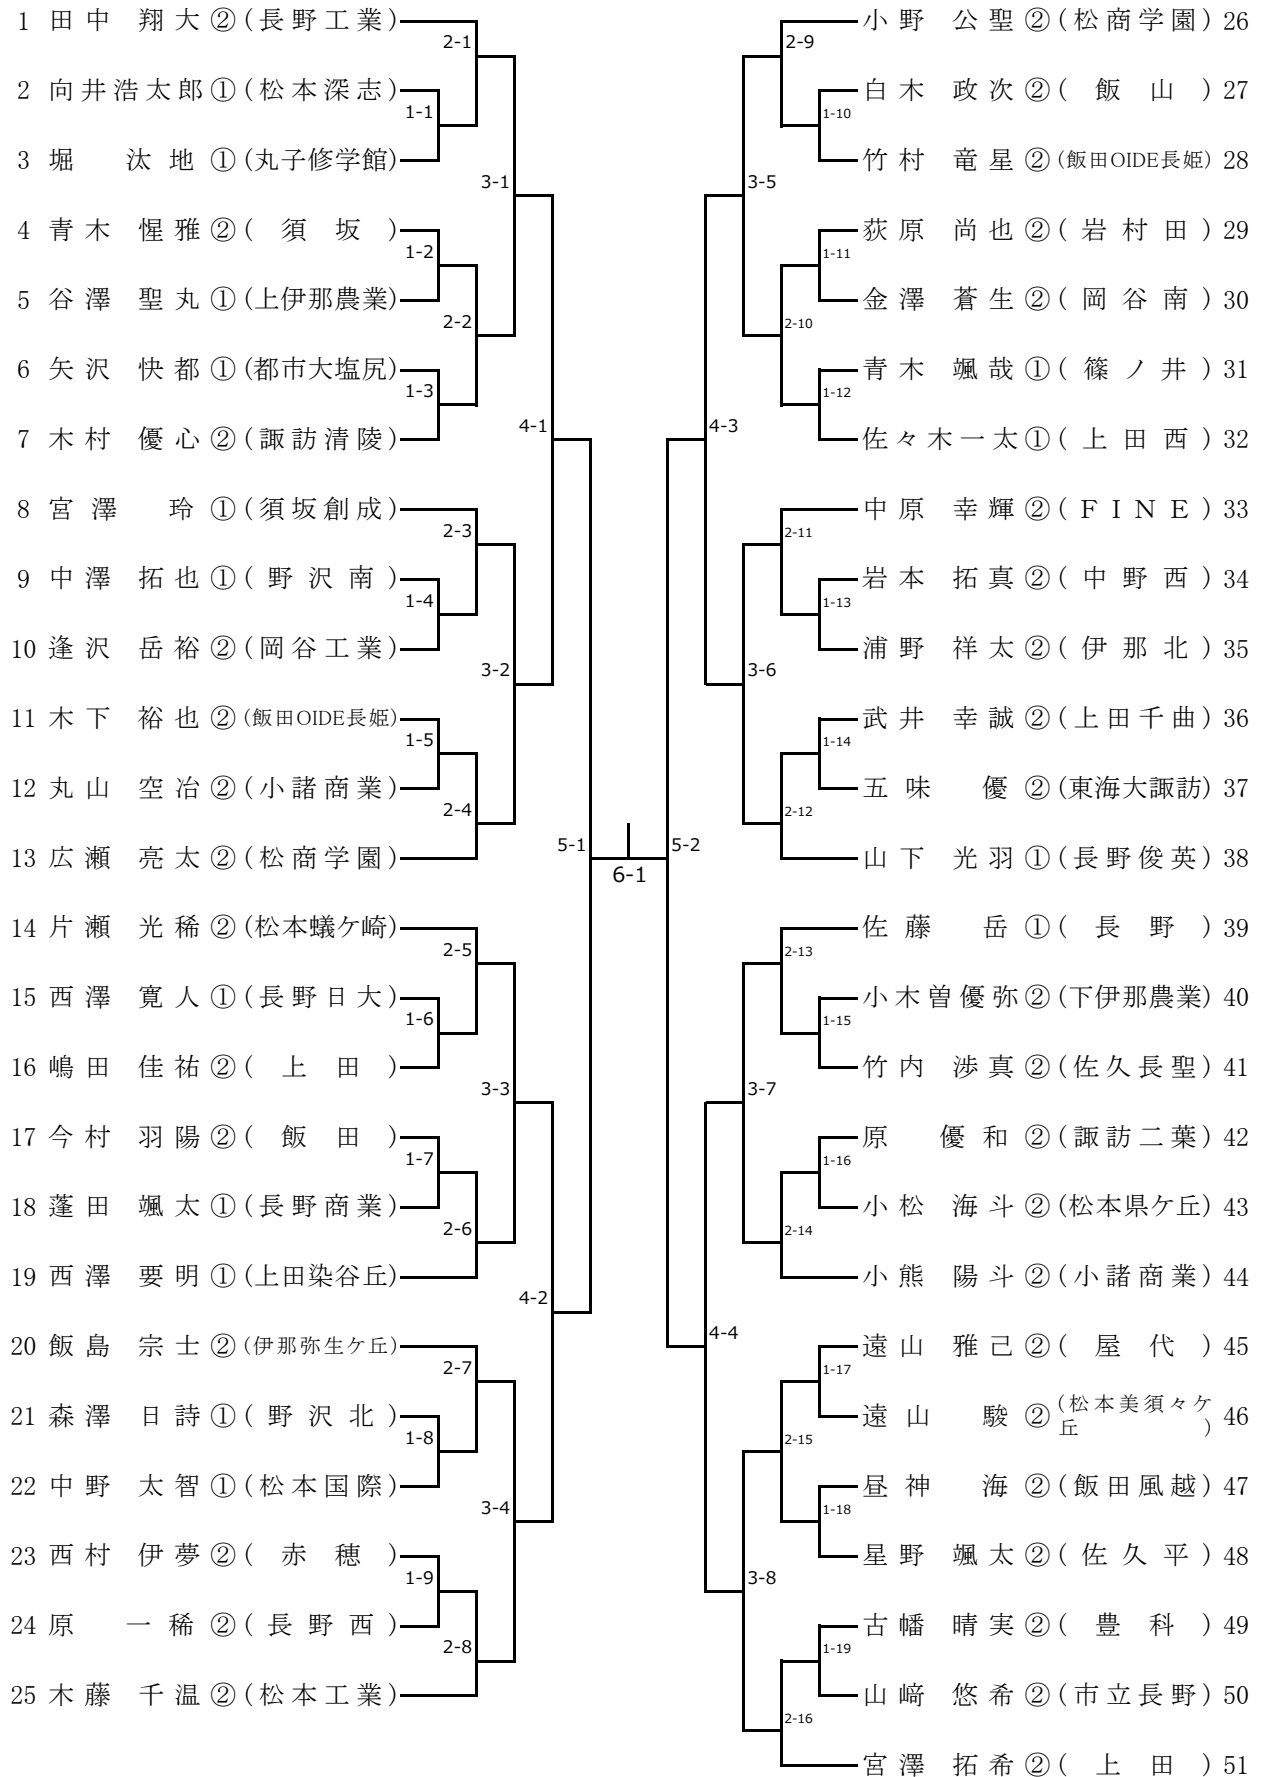 1 田中 翔大 ② (長野工業)
2-1
2 向井浩太郎 ① (松本深志)
1-1
3 堀 汰地 ① (丸子修学館)
3-1
4 青木 惺雅 ② (須坂)
1-2
5 谷澤 聖丸 ① (上伊那農業)
2-2
6 矢沢 快都 ① (都市大塩尻)
1-3
7 木村 優心 ② (諏訪清陵)
4-1
8 宮澤 玲 ① (須坂創成)
2-3
9 中澤 拓也 ① (野沢南)
1-4
10 逢沢 岳裕 ② (岡谷工業)
3-2
11 木下 裕也 ② (飯田OIDE長姫)
1-5
12 丸山 空冶 ② (小諸商業)
2-4
13 広瀬 亮太 ② (松商学園)
5-1
6-1
14 片瀬 光稀 ② (松本蟻ケ崎)
2-5
15 西澤 寛人 ① (長野日大)
1-6
16 嶋田 佳祐 ② (上田)
3-3
17 今村 羽陽 ② (飯田)
1-7
18 蓬田 颯太 ① (長野商業)
2-6
19 西澤 要明 ① (上田染谷丘)
4-2
20 飯島 宗士 ② (伊那弥生ケ丘)
2-7
21 森澤 日詩 ① (野沢北)
1-8
22 中野 太智 ① (松本国際)
3-4
23 西村 伊夢 ② (赤穂)
1-9
24 原 一稀 ② (長野西)
2-8
25 木藤 千温 ② (松本工業)
小野 公聖 ② (松商学園) 26
2-9
白木 政次 ② (飯山) 27
1-10
竹村 竜星 ② (飯田OIDE長姫) 28
3-5
荻原 尚也 ② (岩村田) 29
1-11
金澤 蒼生 ② (岡谷南) 30
2-10
青木 颯哉 ① (篠ノ井) 31
1-12
佐々木一太 ① (上田西) 32
4-3
中原 幸輝 ② (ＦＩＮＥ) 33
2-11
岩本 拓真 ② (中野西) 34
1-13
浦野 祥太 ② (伊那北) 35
3-6
武井 幸誠 ② (上田千曲) 36
1-14
五味 優 ② (東海大諏訪) 37
2-12
山下 光羽 ① (長野俊英) 38
5-2
佐藤 岳 ① (長野) 39
2-13
小木曽優弥 ② (下伊那農業) 40
1-15
竹内 渉真 ② (佐久長聖) 41
3-7
原 優和 ② (諏訪二葉) 42
1-16
小松 海斗 ② (松本県ケ丘) 43
2-14
小熊 陽斗 ② (小諸商業) 44
4-4
遠山 雅己 ② (屋代) 45
1-17
遠山 駿 ② (松本美須々ケ丘) 46
2-15
昼神 海 ② (飯田風越) 47
1-18
星野 颯太 ② (佐久平) 48
3-8
古幡 晴実 ② (豊科) 49
1-19
山﨑 悠希 ② (市立長野) 50
2-16
宮澤 拓希 ② (上田) 51